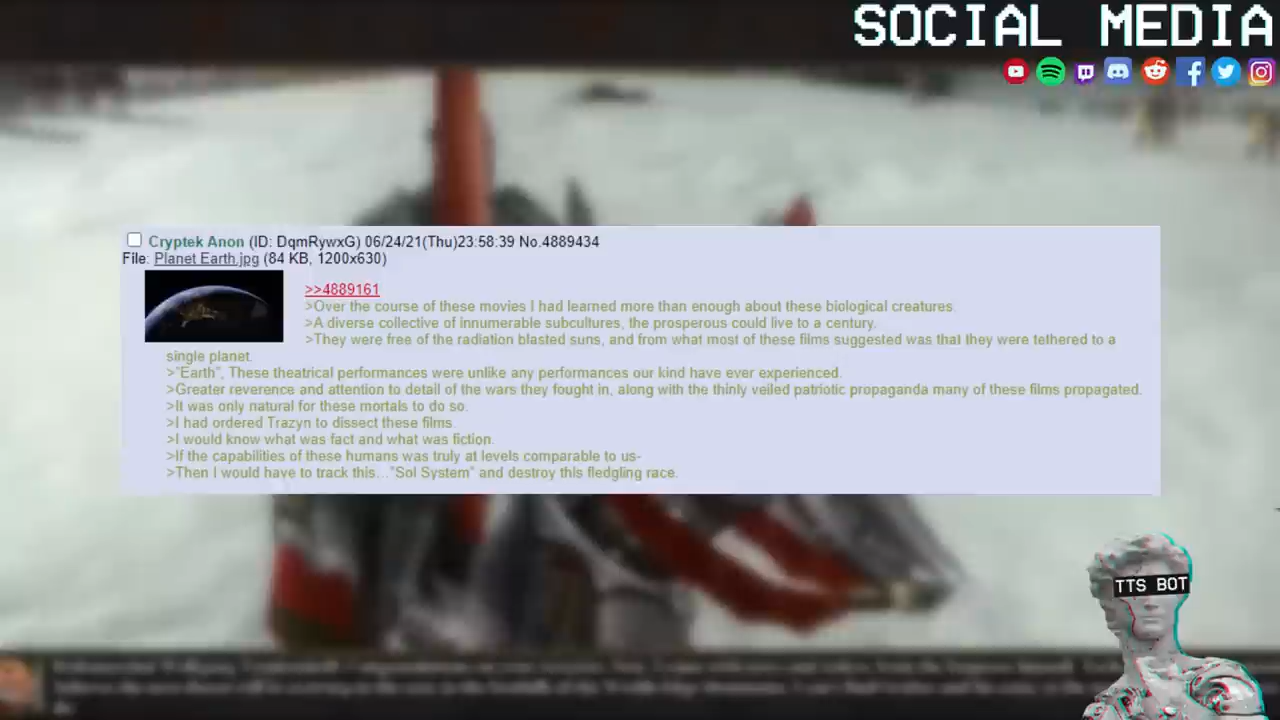 SOCIAL MEDIA
Cryptek Anon (ID: DqmRywxG) 06/24/21(Thu)23:58:39 No.4889434
File: Planet Earth.jpg (84 KB, 1200x630)
>>4889161
>Over the course of these movies I had learned more than enough about these biological creatures.
>A diverse collective of innumerable subcultures, the prosperous could live to a century.
>They were free of the radiation blasted suns, and from what most of these films suggested was that they were tethered to a
single planet.
>"Earth", These theatrical performances were unlike any performances our kind have ever experienced.
>Greater reverence and attention to detail of the wars they fought in, along with the thinly veiled patriotic propaganda many of these films propagated.
>It was only natural for these mortals to do so.
>I had ordered Trazyn to dissect these films.
>I would know what was fact and what was fiction.
>If the capabilities of these humans was truly at levels comparable to us-
>Then I would have to track this..."Sol System" and destroy this fledgling race.
TTS BOT